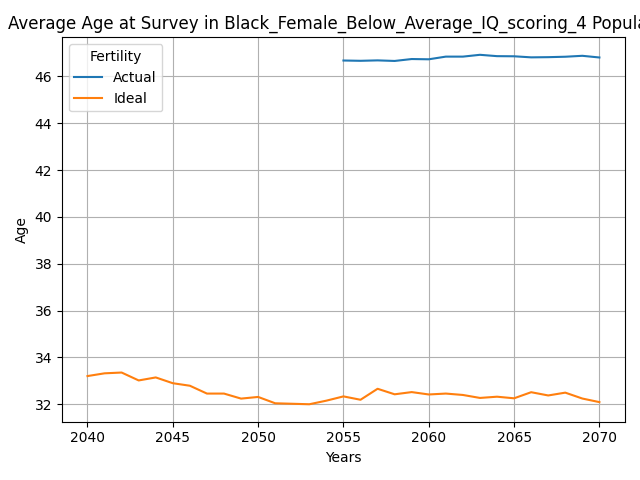 Average Age at Survey in Black_Female_Below_Average_IQ_scoring_4 Popula
Fertility
Actual
Ideal
46
44
42
40
38
36
34
32
Age
2040 2045 2050 2055 2060 2065 2070
Years